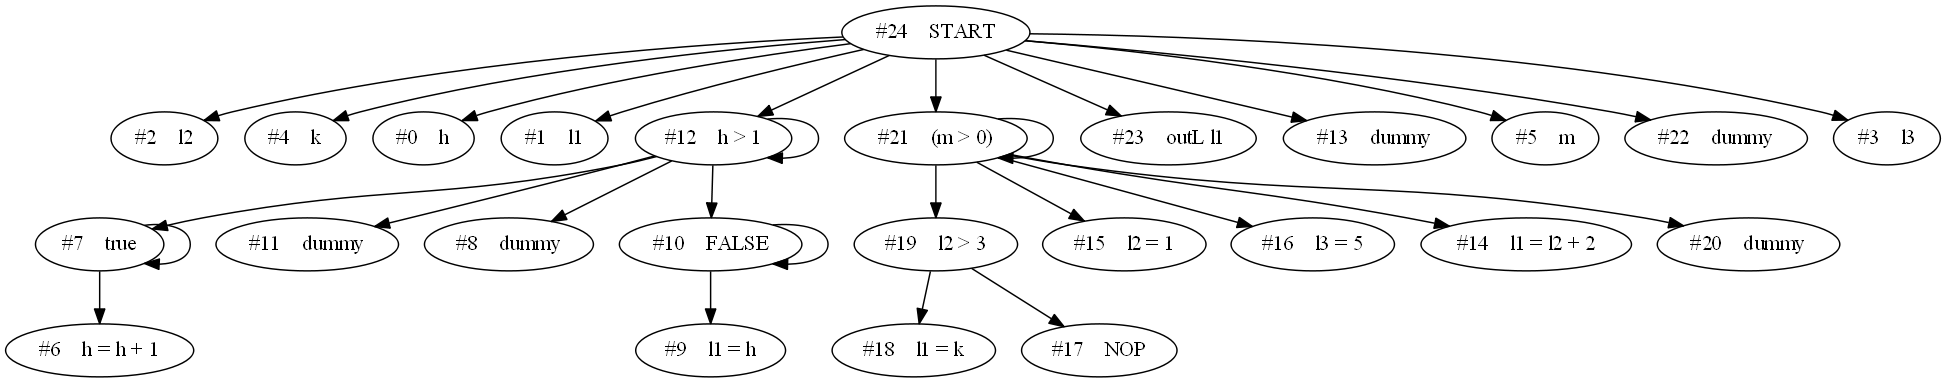 #24 START
#2 l2
#4 k
#0 h
#1 l1
#12 h > 1
#21 (m > 0)
#23 outL l1
#13 dummy
#5 m
#22 dummy
#3 l3
#7 true
#11 dummy
#8 dummy
#10 FALSE
#19 l2 > 3
#15 l2 = 1
#16 l3 = 5
#14 l1 = l2 + 2
#20 dummy
#6 h = h + 1
#9 l1 = h
#18 l1 = k
#17 NOP